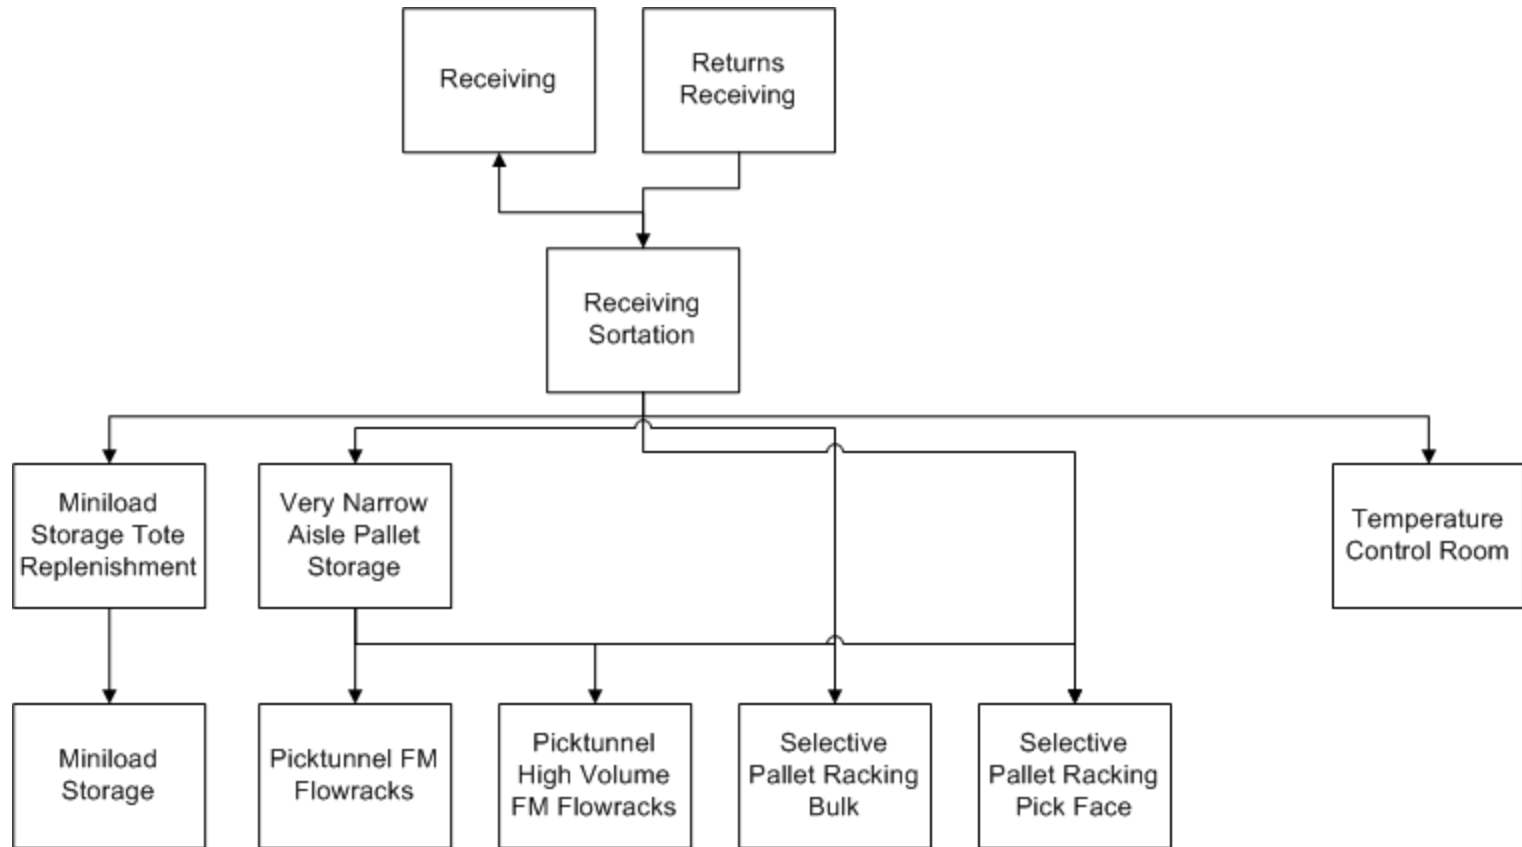 Receiving
Returns
Receiving
Receiving
Sortation
Miniload
Storage Tote
Replenishment
Very Narrow
Aisle Pallet
Storage
Temperature
Control Room
Miniload
Storage
Picktunnel FM
Flowracks
Picktunnel
High Volume
FM Flowracks
Selective
Pallet Racking
Bulk
Selective
Pallet Racking
Pick Face